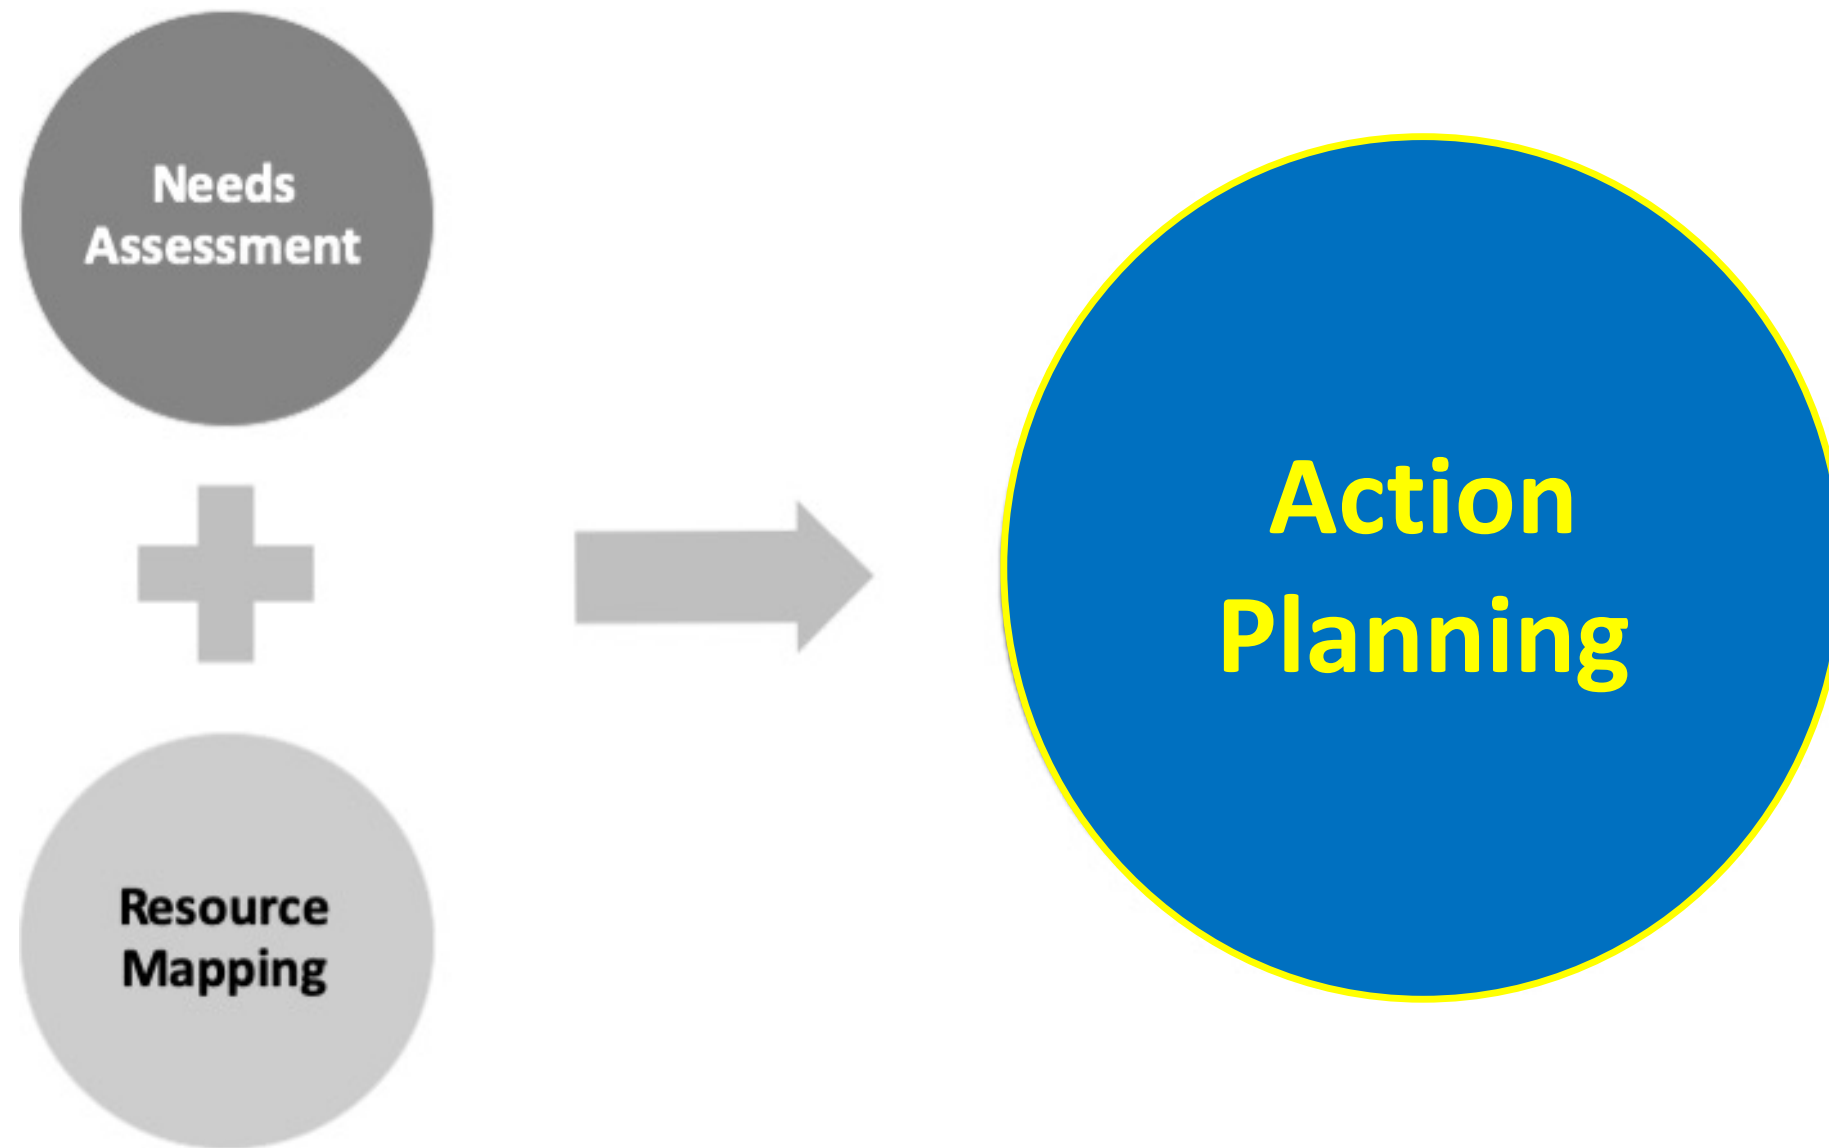 Needs
Assessment
Resource
Mapping
Action
Planning